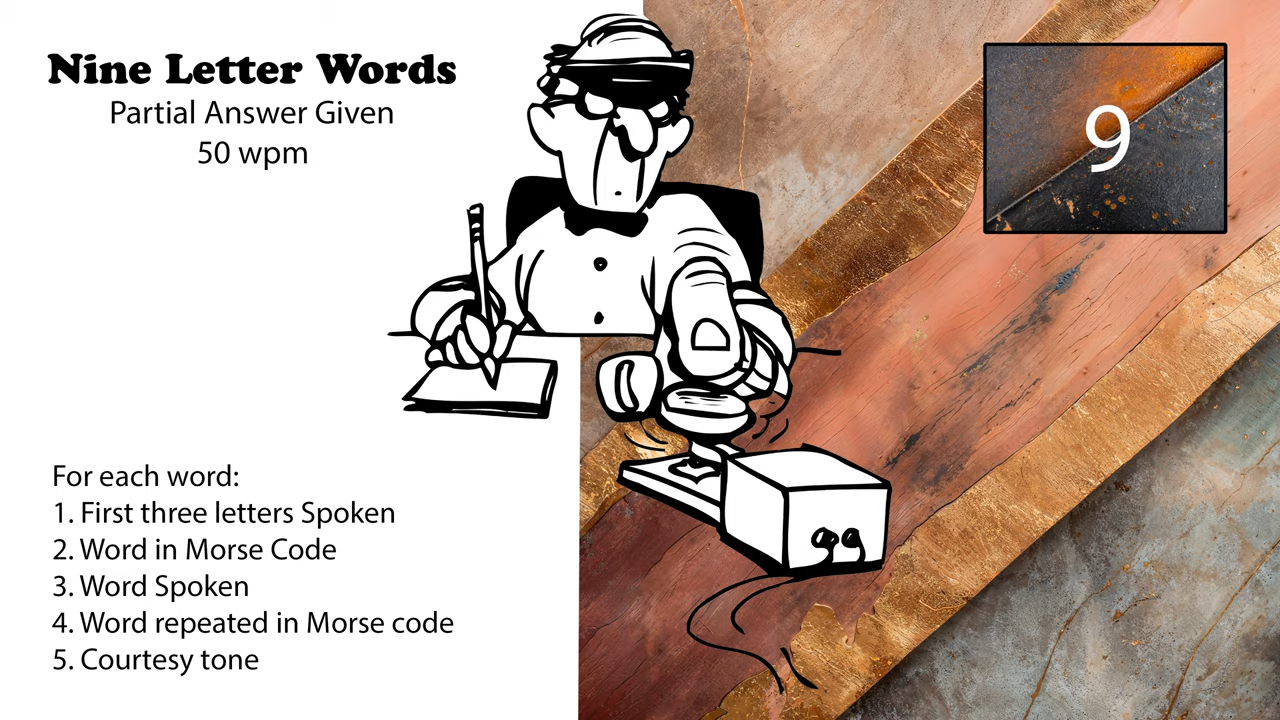 Nine Letter Words
Partial Answer Given
50 wpm
9
For each word:
1. First three letters Spoken
2. Word in Morse Code
3. Word Spoken
4. Word repeated in Morse code
5. Courtesy tone